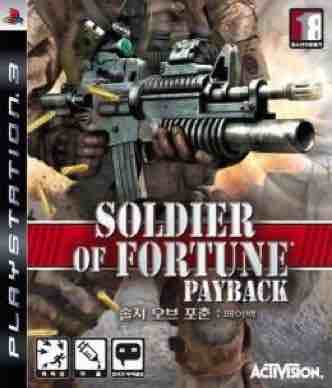 PLAYSTATION 3
18
SOLDIER
OF FORTUNE
PAYBACK
솔저 오브 포춘 : 페이백
ACTIVISION.